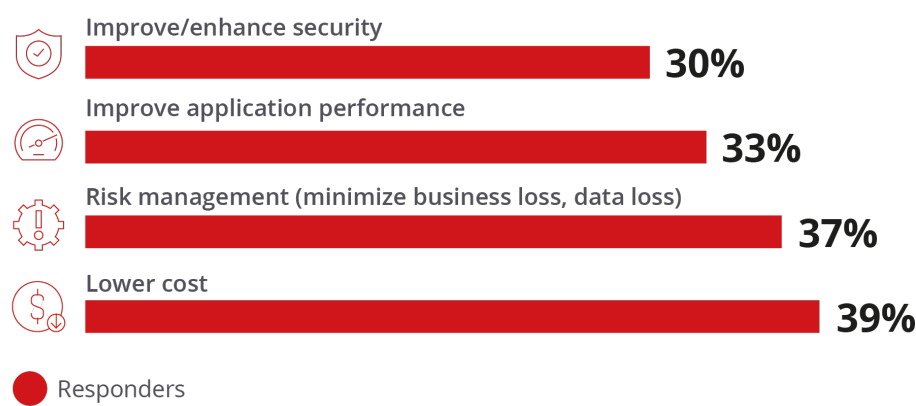 Improve/enhance security
30%
Improve application performance
33%
Risk management (minimize business loss, data loss)
37%
Lower cost
39%
Responders